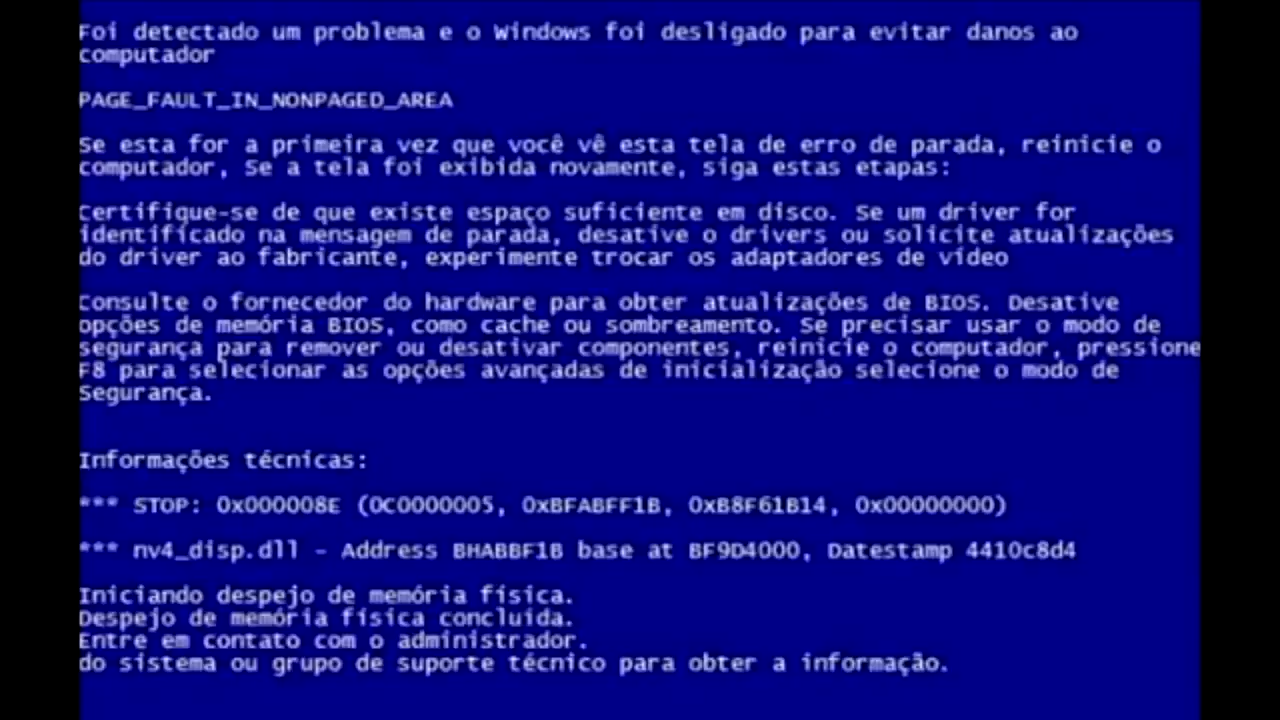 Foi detectado um problema e o Windows foi desligado para evitar danos ao
computador
PAGE_FAULT_IN_NONPAGED_AREA
Se esta for a primeira vez que você vê esta tela de erro de parada, reinicie o
computador, Se a tela foi exibida novamente, siga estas etapas:
Certifique-se de que existe espaço suficiente em disco. Se um driver for
identificado na mensagem de parada, desative o drivers ou solicite atualizações
do driver ao fabricante, experimente trocar os adaptadores de vídeo
Consulte o fornecedor do hardware para obter atualizações de BIOS. Desative
opções de memória BIOS, como cache ou sombreamento. Se precisar usar o modo de
segurança para remover ou desativar componentes, reinicie o computador, pressione
F8 para selecionar as opções avançadas de inicialização selecione o modo de
Segurança.
Informações técnicas:
*** STOP: 0x000008E (0C0000005, 0xBFABFF1B, 0xB8F61B14, 0x00000000)
*** nv4_disp.dll - Address BHABBF1B base at BF9D4000, Datestamp 4410c8d4
Iniciando despejo de memória física.
Despejo de memória física concluída.
Entre em contato com o administrador.
do sistema ou grupo de suporte técnico para obter a informação.